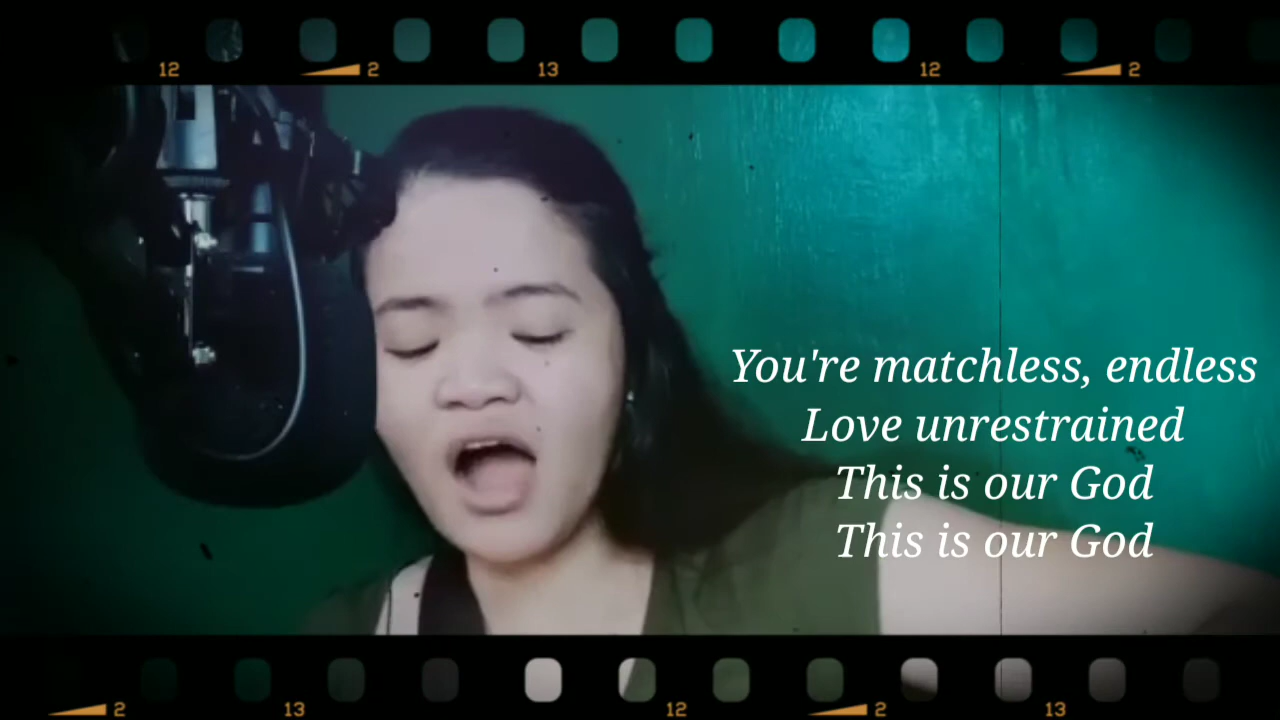 12 2 13 12 2
You're matchless, endless
Love unrestrained
This is our God
This is our God
2 13 12 2 13